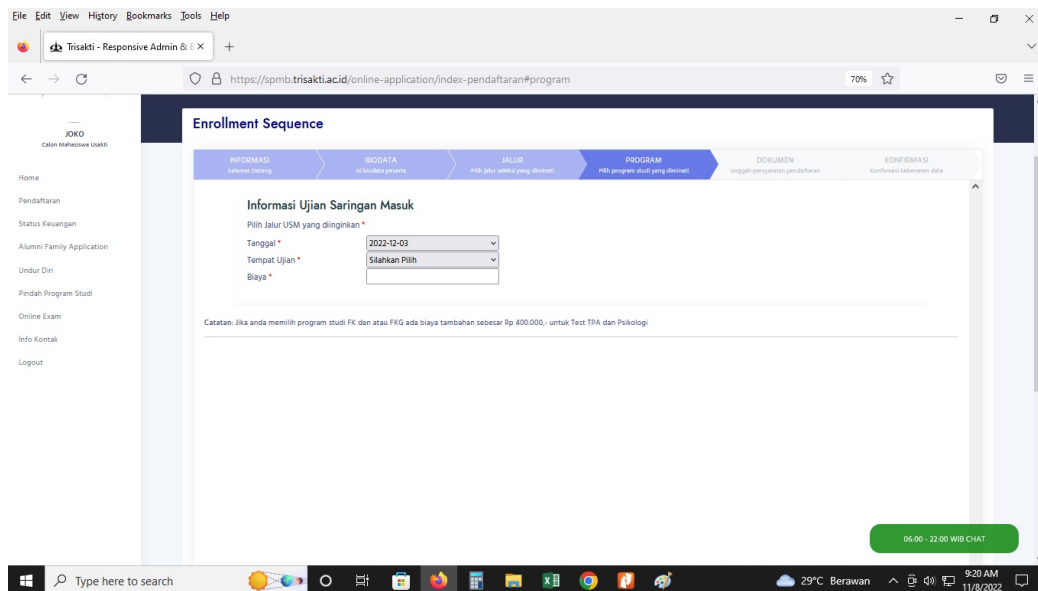 File Edit View History Bookmarks Tools Help
Trisakti - Responsive Admin & E
https://spmb.trisakti.ac.id/online-application/index-pendaftaran#program
70%
JOKO
Calon Mahasiswa Usakti
Home
Pendaftaran
Status Keuangan
Alumni Family Application
Undur Diri
Pindah Program Studi
Online Exam
Info Kontak
Logout
Enrollment Sequence
INFORMASI
Selamat Datang
BIODATA
Isi biodata peserta
JALUR
Pilih jalur seleksi yang diminati
PROGRAM
Pilih program studi yang diminati
DOKUMEN
Unggah persyaratan pendaftaran
KONFIRMASI
Konfirmasi kebenaran data
Informasi Ujian Saringan Masuk
Pilih Jalur USM yang diinginkan *
Tanggal * 2022-12-03
Tempat Ujian * Silahkan Pilih
Biaya *
Catatan: Jika anda memilih program studi FK dan atau FKG ada biaya tambahan sebesar Rp 400.000,- untuk Test TPA dan Psikologi
06:00 - 22:00 WIB CHAT
Type here to search
29°C Berawan
9:20 AM
11/8/2022